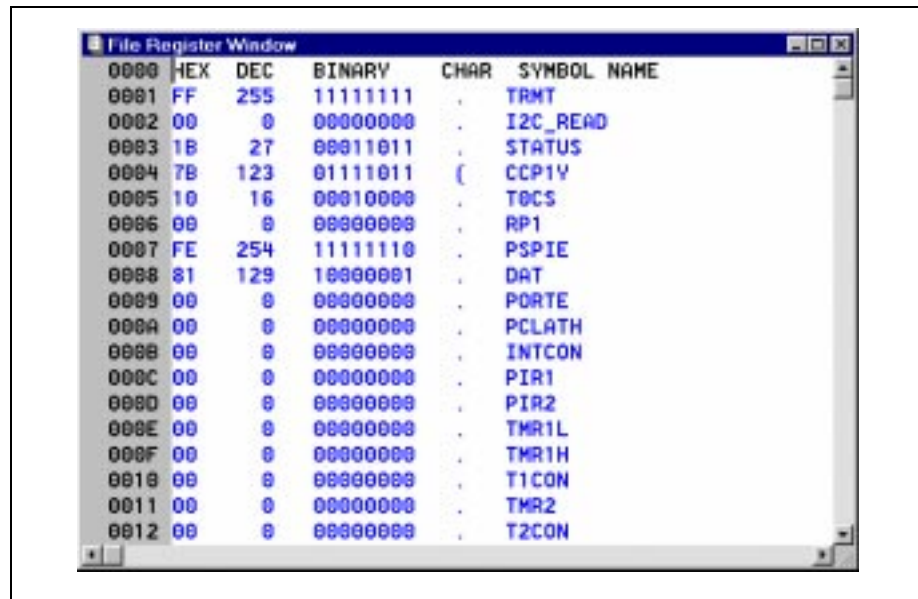 File Register Window
0000 HEX DEC BINARY CHAR SYMBOL NAME
0001 FF 255 11111111 . TRMT
0002 00 0 00000000 . I2C_READ
0003 1B 27 00011011 . STATUS
0004 7B 123 01111011 { CCP1Y
0005 10 16 00010000 . T0CS
0006 00 0 00000000 . RP1
0007 FE 254 11111110 . PSPIE
0008 81 129 10000001 . DAT
0009 00 0 00000000 . PORTE
000A 00 0 00000000 . PCLATH
000B 00 0 00000000 . INTCON
000C 00 0 00000000 . PIR1
000D 00 0 00000000 . PIR2
000E 00 0 00000000 . TMR1L
000F 00 0 00000000 . TMR1H
0010 00 0 00000000 . T1CON
0011 00 0 00000000 . TMR2
0012 00 0 00000000 . T2CON